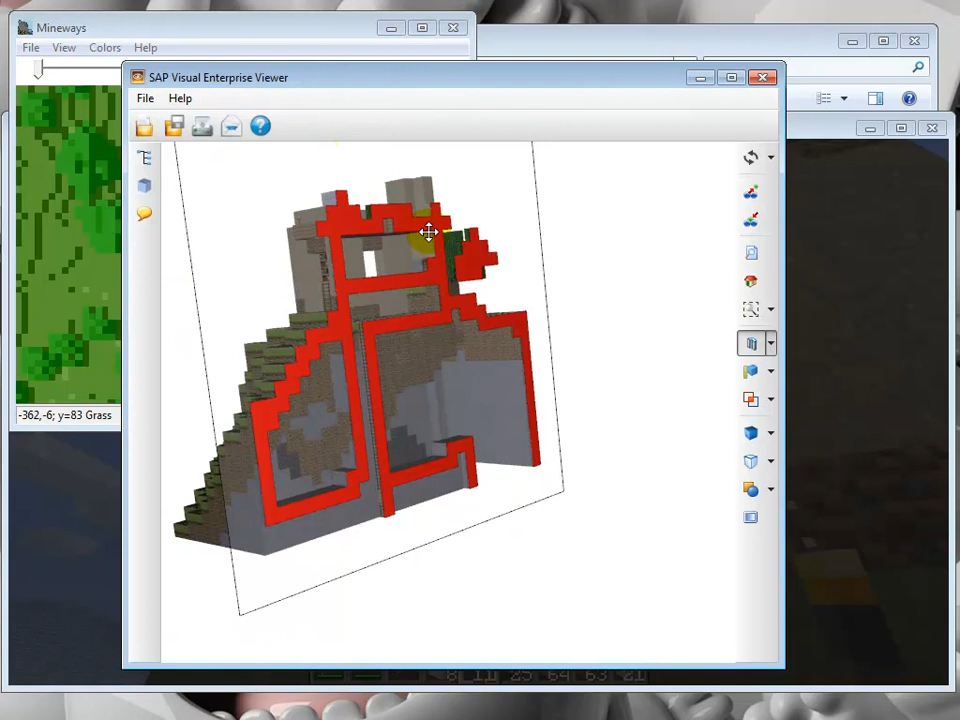 Mineways
File View Colors Help
SAP Visual Enterprise Viewer
File Help
-362,-6; y=83 Grass